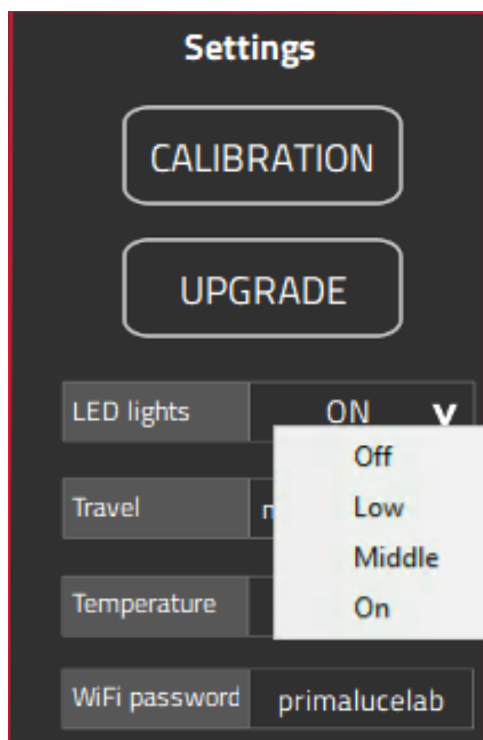 Settings
CALIBRATION
UPGRADE
LED lights ON v
Off
Travel
Low
Middle
Temperature
On
WiFi password primalucelab